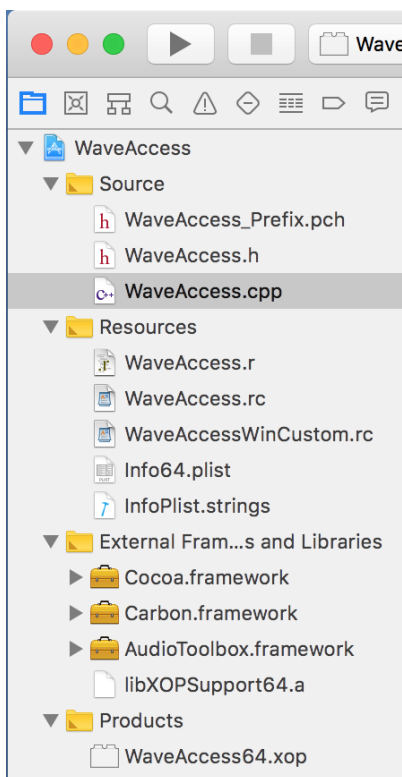 Wave
WaveAccess
Source
WaveAccess_Prefix.pch
WaveAccess.h
WaveAccess.cpp
Resources
WaveAccess.r
WaveAccess.rc
WaveAccessWinCustom.rc
Info64.plist
InfoPlist.strings
External Fram...s and Libraries
Cocoa.framework
Carbon.framework
AudioToolbox.framework
libXOPSupport64.a
Products
WaveAccess64.xop